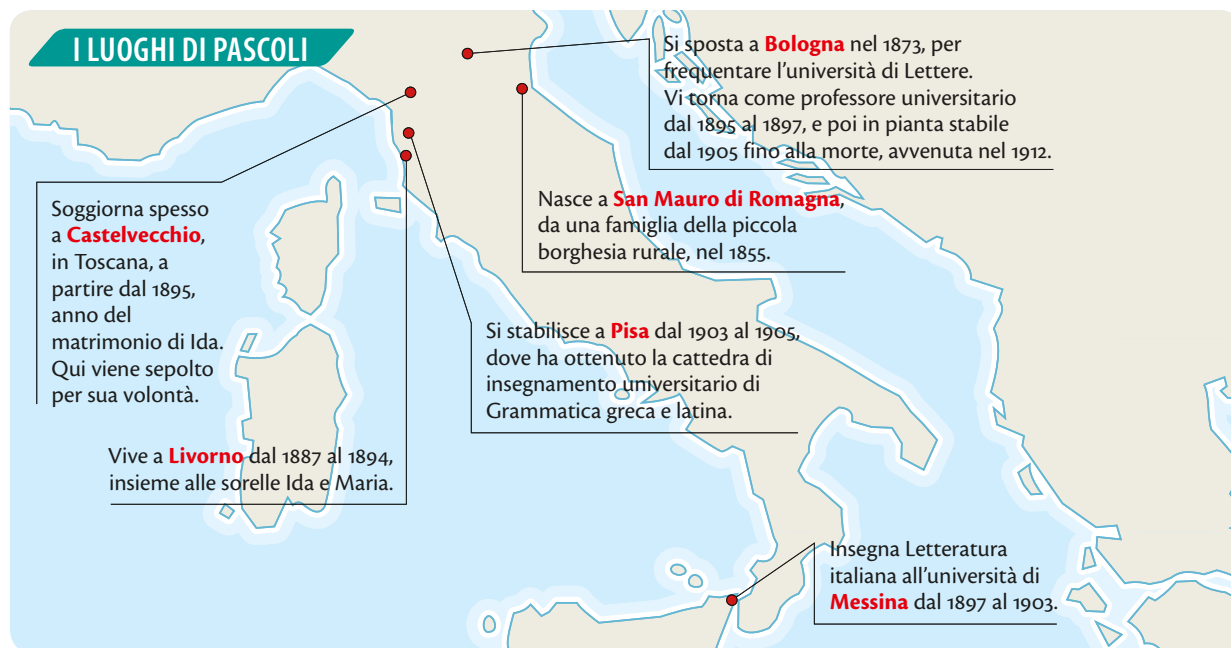 I LUOGHI DI PASCOLI
Si sposta a Bologna nel 1873, per
frequentare l'università di Lettere.
Vi torna come professore universitario
dal 1895 al 1897, e poi in pianta stabile
dal 1905 fino alla morte, avvenuta nel 1912.
Nasce a San Mauro di Romagna,
da una famiglia della piccola
borghesia rurale, nel 1855.
Soggiorna spesso
a Castelvecchio,
in Toscana, a
partire dal 1895,
anno del
matrimonio di Ida.
Qui viene sepolto
per sua volontà.
Si stabilisce a Pisa dal 1903 al 1905,
dove ha ottenuto la cattedra di
insegnamento universitario di
Grammatica greca e latina.
Vive a Livorno dal 1887 al 1894,
insieme alle sorelle Ida e Maria.
Insegna Letteratura
italiana all'università di
Messina dal 1897 al 1903.